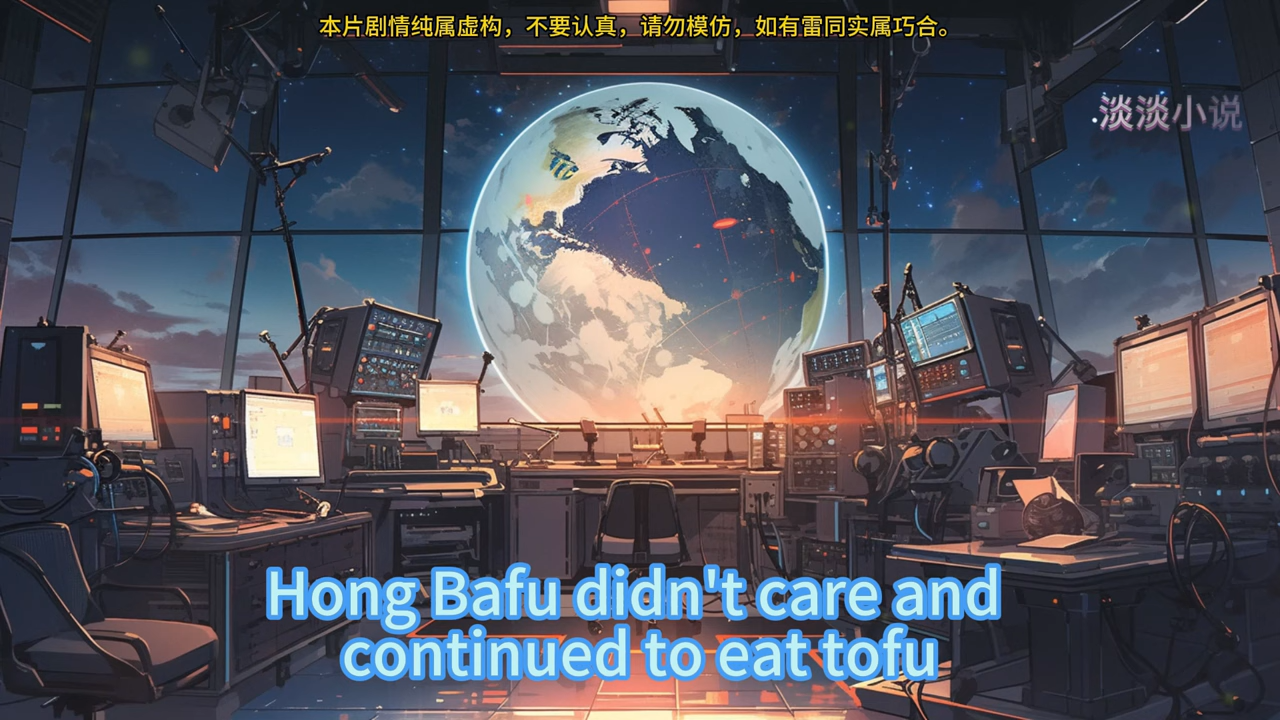 本片剧情纯属虚构，不要认真，请勿模仿，如有雷同实属巧合。
淡淡小说
Hong Bafu didn't care and
continued to eat tofu